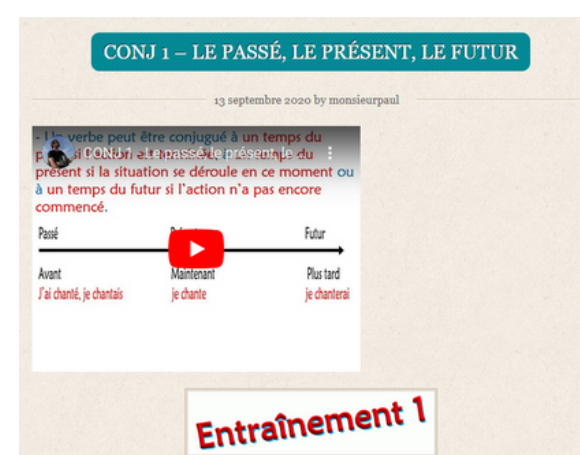 CONJ 1 – LE PASSÉ, LE PRÉSENT, LE FUTUR
13 septembre 2020 by monsieurpaul
- Un verbe peut être conjugué à un temps du
CONJ 1 - Le passé, le présent, le ...
présent si la situation se déroule en ce moment ou
à un temps du futur si l'action n'a pas encore
commencé.
Passé Futur
Avant Maintenant Plus tard
J'ai chanté, je chantais je chante je chanterai
Entraînement 1